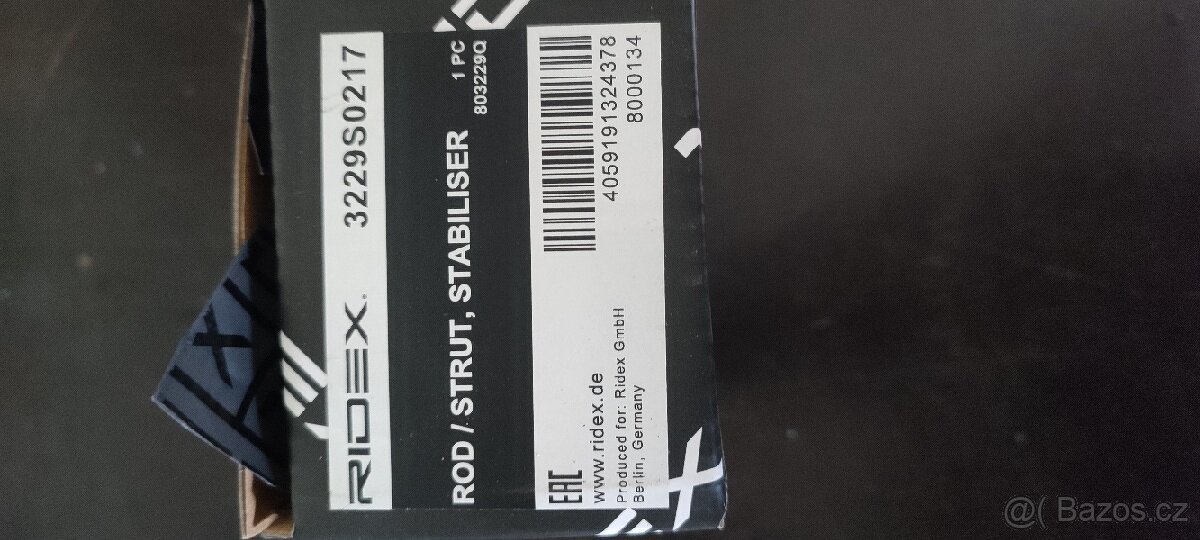 RIDEX. 3229S0217
ROD / STRUT, STABILISER 1 PC
803229Q
EAC
www.ridex.de
4059191324378
Produced for: Ridex GmbH
Berlin, Germany
8000134
@( Bazos.cz